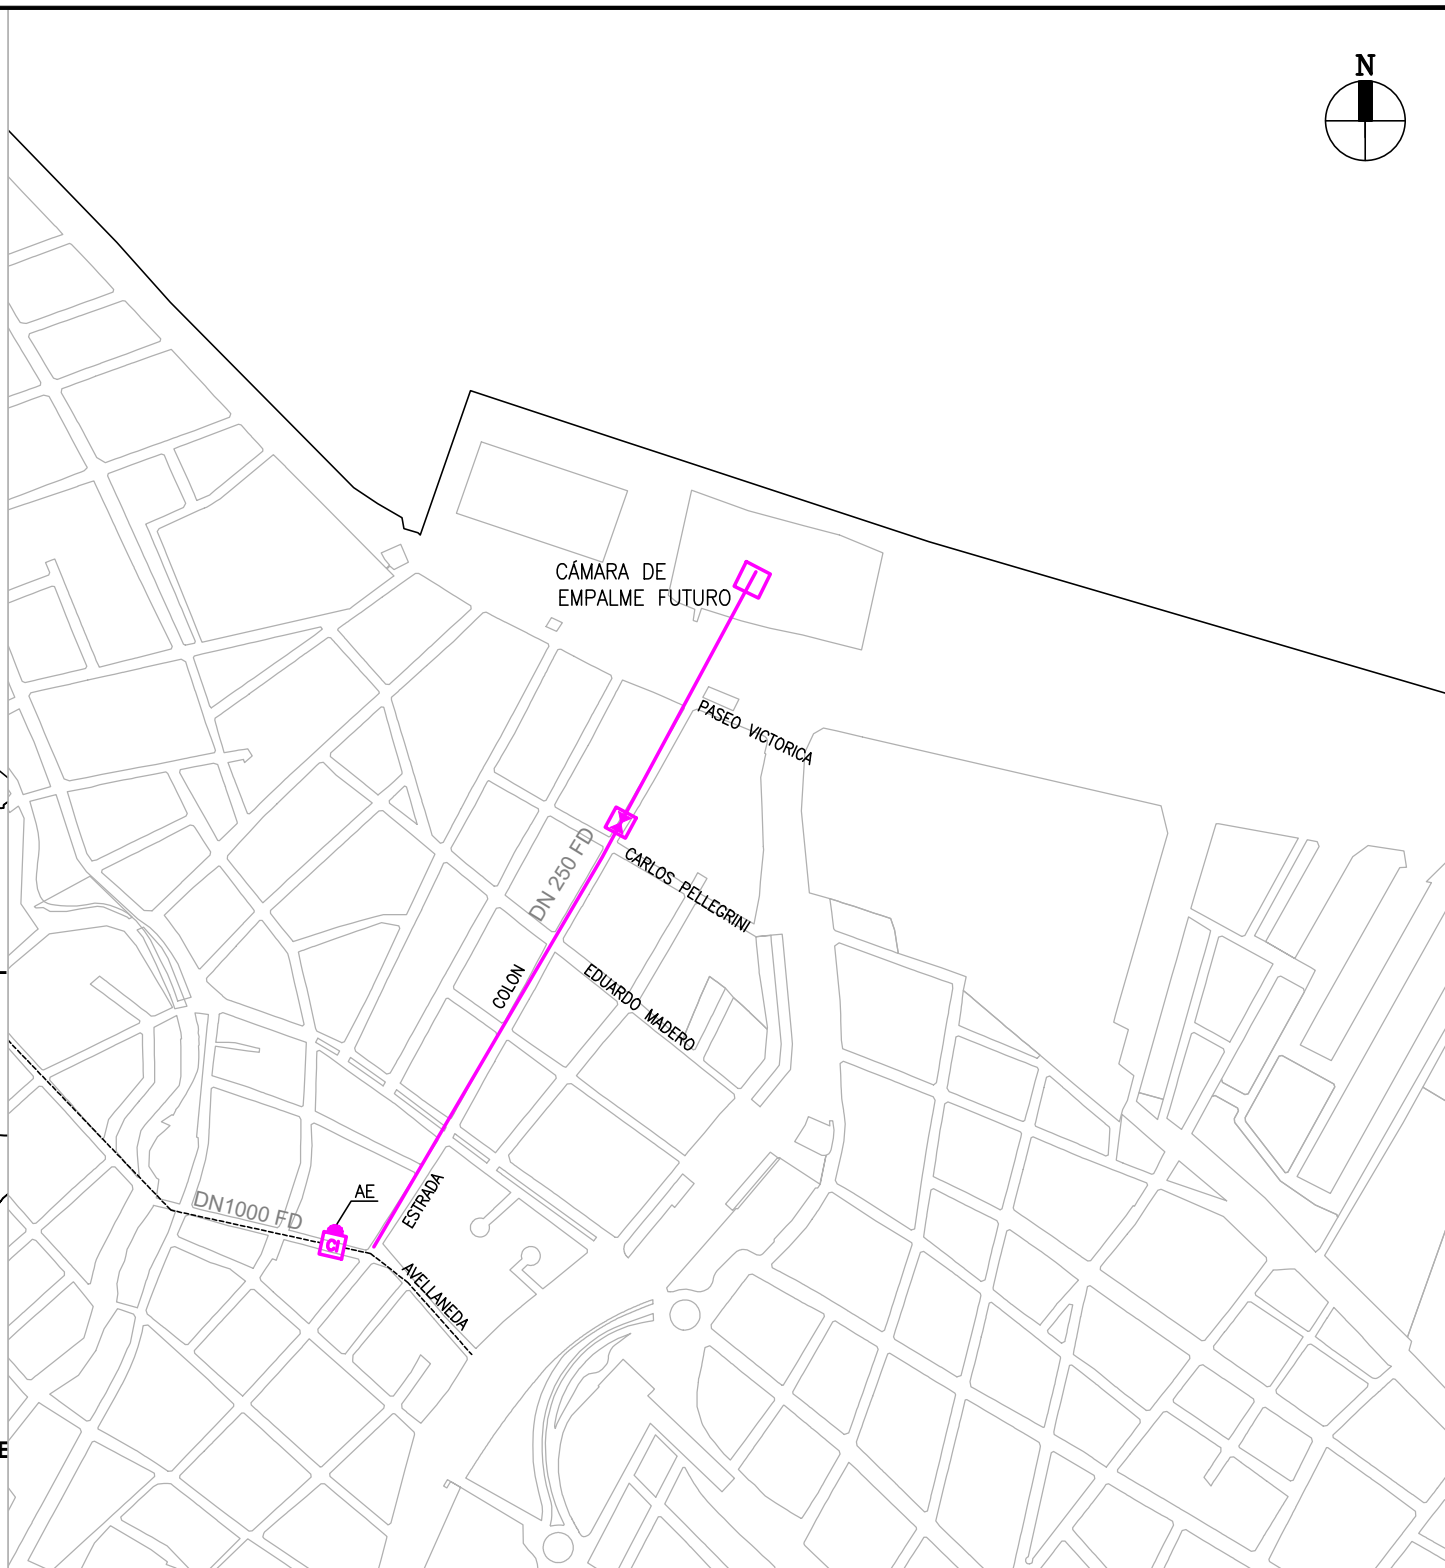 N
CÁMARA DE
EMPALME FUTURO
PASEO VICTORICA
DN 250 FD
CARLOS PELLEGRINI
COLON
EDUARDO MADERO
ESTRADA
AE
DN1000 FD
AVELLANEDA
E